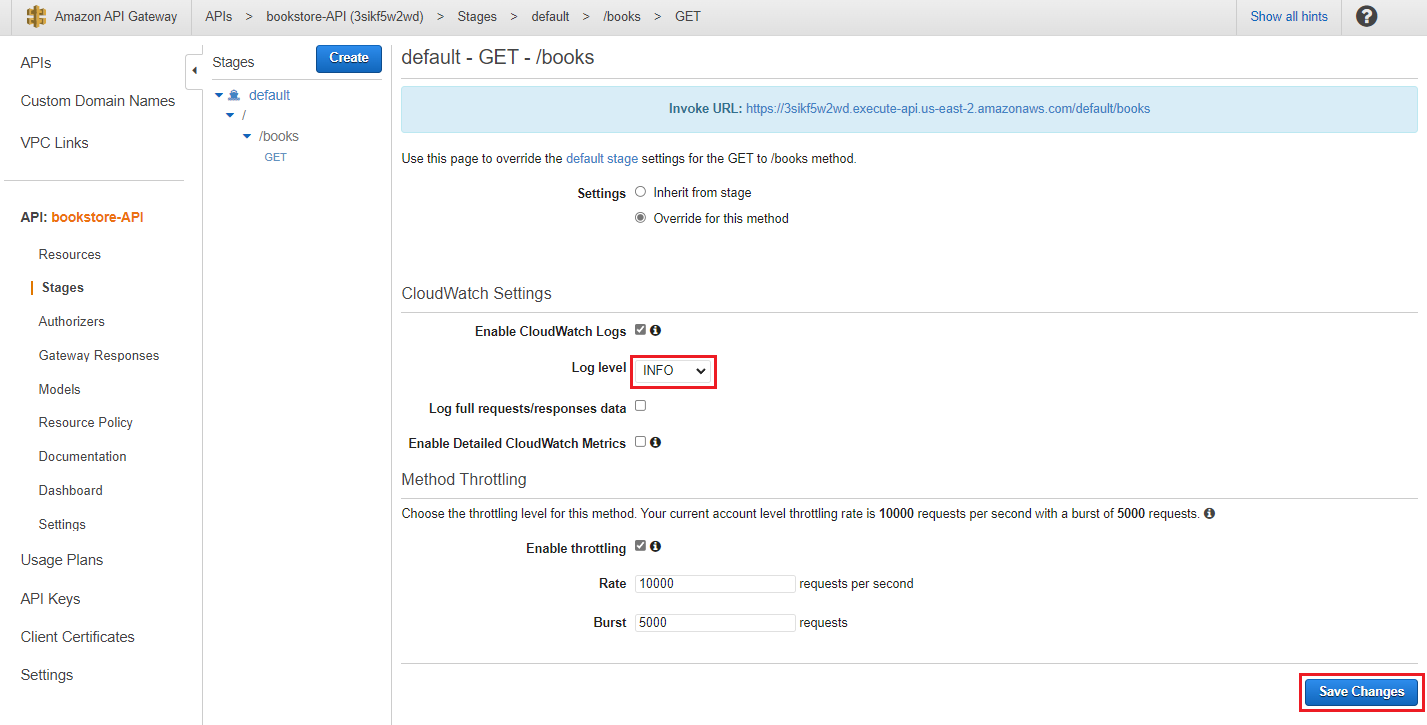 Amazon API Gateway
APIs > bookstore-API (3sikf5w2wd) > Stages > default > /books > GET
Show all hints
?
APIs
Custom Domain Names
VPC Links
API: bookstore-API
Resources
Stages
Authorizers
Gateway Responses
Models
Resource Policy
Documentation
Dashboard
Settings
Usage Plans
API Keys
Client Certificates
Settings
Stages
Create
default
/
/books
GET
default - GET - /books
Invoke URL: https://3sikf5w2wd.execute-api.us-east-2.amazonaws.com/default/books
Use this page to override the default stage settings for the GET to /books method.
Settings Inherit from stage
Override for this method
CloudWatch Settings
Enable CloudWatch Logs
Log level INFO
Log full requests/responses data
Enable Detailed CloudWatch Metrics
Method Throttling
Choose the throttling level for this method. Your current account level throttling rate is 10000 requests per second with a burst of 5000 requests.
Enable throttling
Rate 10000 requests per second
Burst 5000 requests
Save Changes